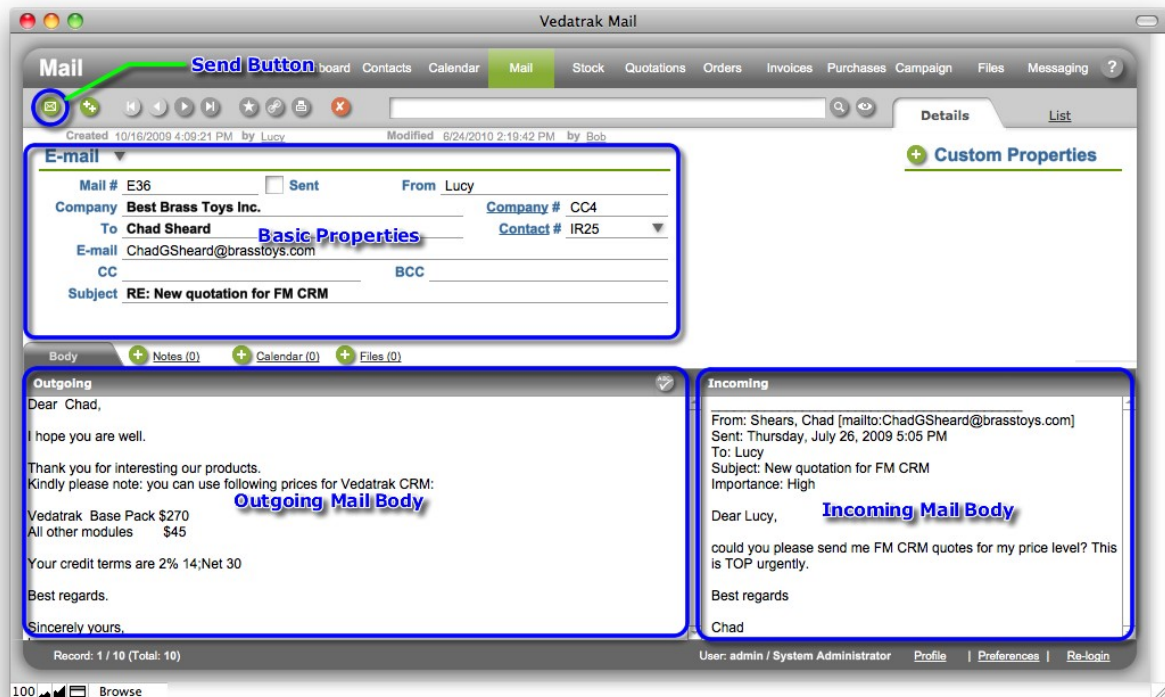 Vedatrak Mail
Mail Send Button board Contacts Calendar Mail Stock Quotations Orders Invoices Purchases Campaign Files Messaging ?
Details List
Created 10/16/2009 4:09:21 PM by Lucy Modified 6/24/2010 2:19:42 PM by Bob
E-mail
Custom Properties
Mail # E36 Sent From Lucy
Company Best Brass Toys Inc. Company # CC4
To Chad Sheard Contact # IR25
Basic Properties
E-mail ChadGSheard@brasstoys.com
CC BCC
Subject RE: New quotation for FM CRM
Body Notes (0) Calendar (0) Files (0)
Outgoing
ABC
Dear Chad,
I hope you are well.
Thank you for interesting our products.
Kindly please note: you can use following prices for Vedatrak CRM:
Outgoing Mail Body
Vedatrak Base Pack $270
All other modules $45
Your credit terms are 2% 14;Net 30
Best regards.
Sincerely yours,
Incoming
From: Shears, Chad [mailto:ChadGSheard@brasstoys.com]
Sent: Thursday, July 26, 2009 5:05 PM
To: Lucy
Subject: New quotation for FM CRM
Importance: High
Dear Lucy,
Incoming Mail Body
could you please send me FM CRM quotes for my price level? This
is TOP urgently.
Best regards
Chad
Record: 1 / 10 (Total: 10) User: admin / System Administrator Profile | Preferences | Re-login
100 Browse